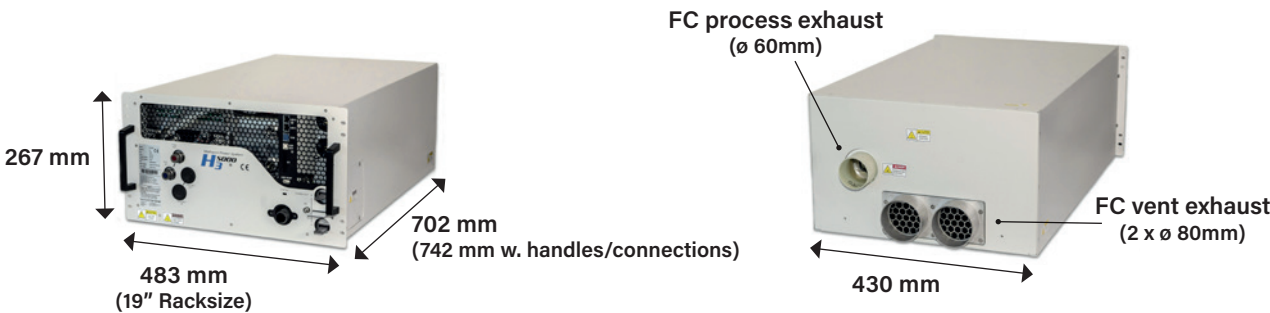 FC process exhaust
(ø 60mm)
267 mm
H3 5000
CE
702 mm
(742 mm w. handles/connections)
483 mm
(19” Racksize)
FC vent exhaust
(2 x ø 80mm)
430 mm